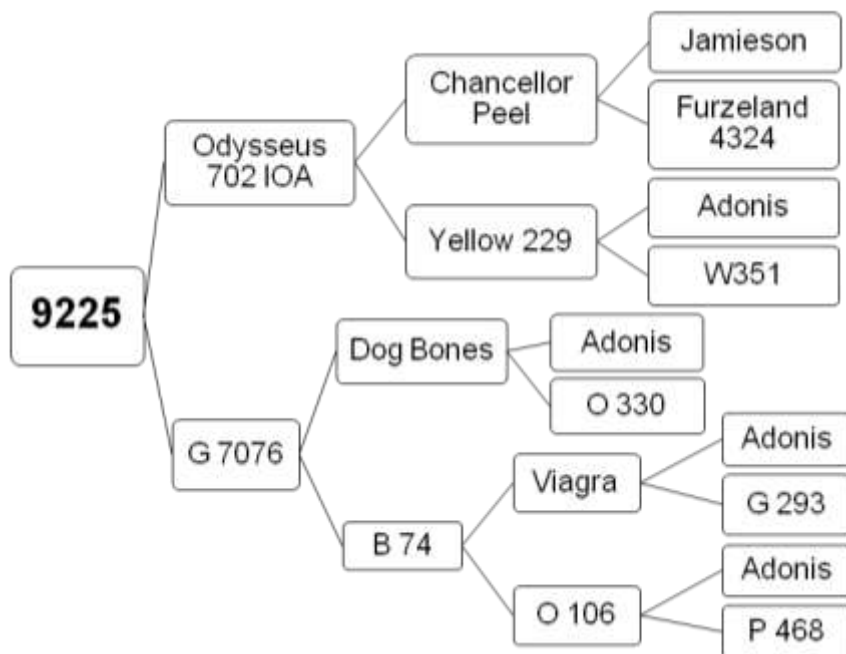 Jamieson
Chancellor
Peel
Furzeland
4324
Odysseus
702 IOA
Adonis
Yellow 229
W351
9225
Dog Bones
Adonis
O 330
G 7076
Adonis
Viagra
G 293
B 74
Adonis
O 106
P 468